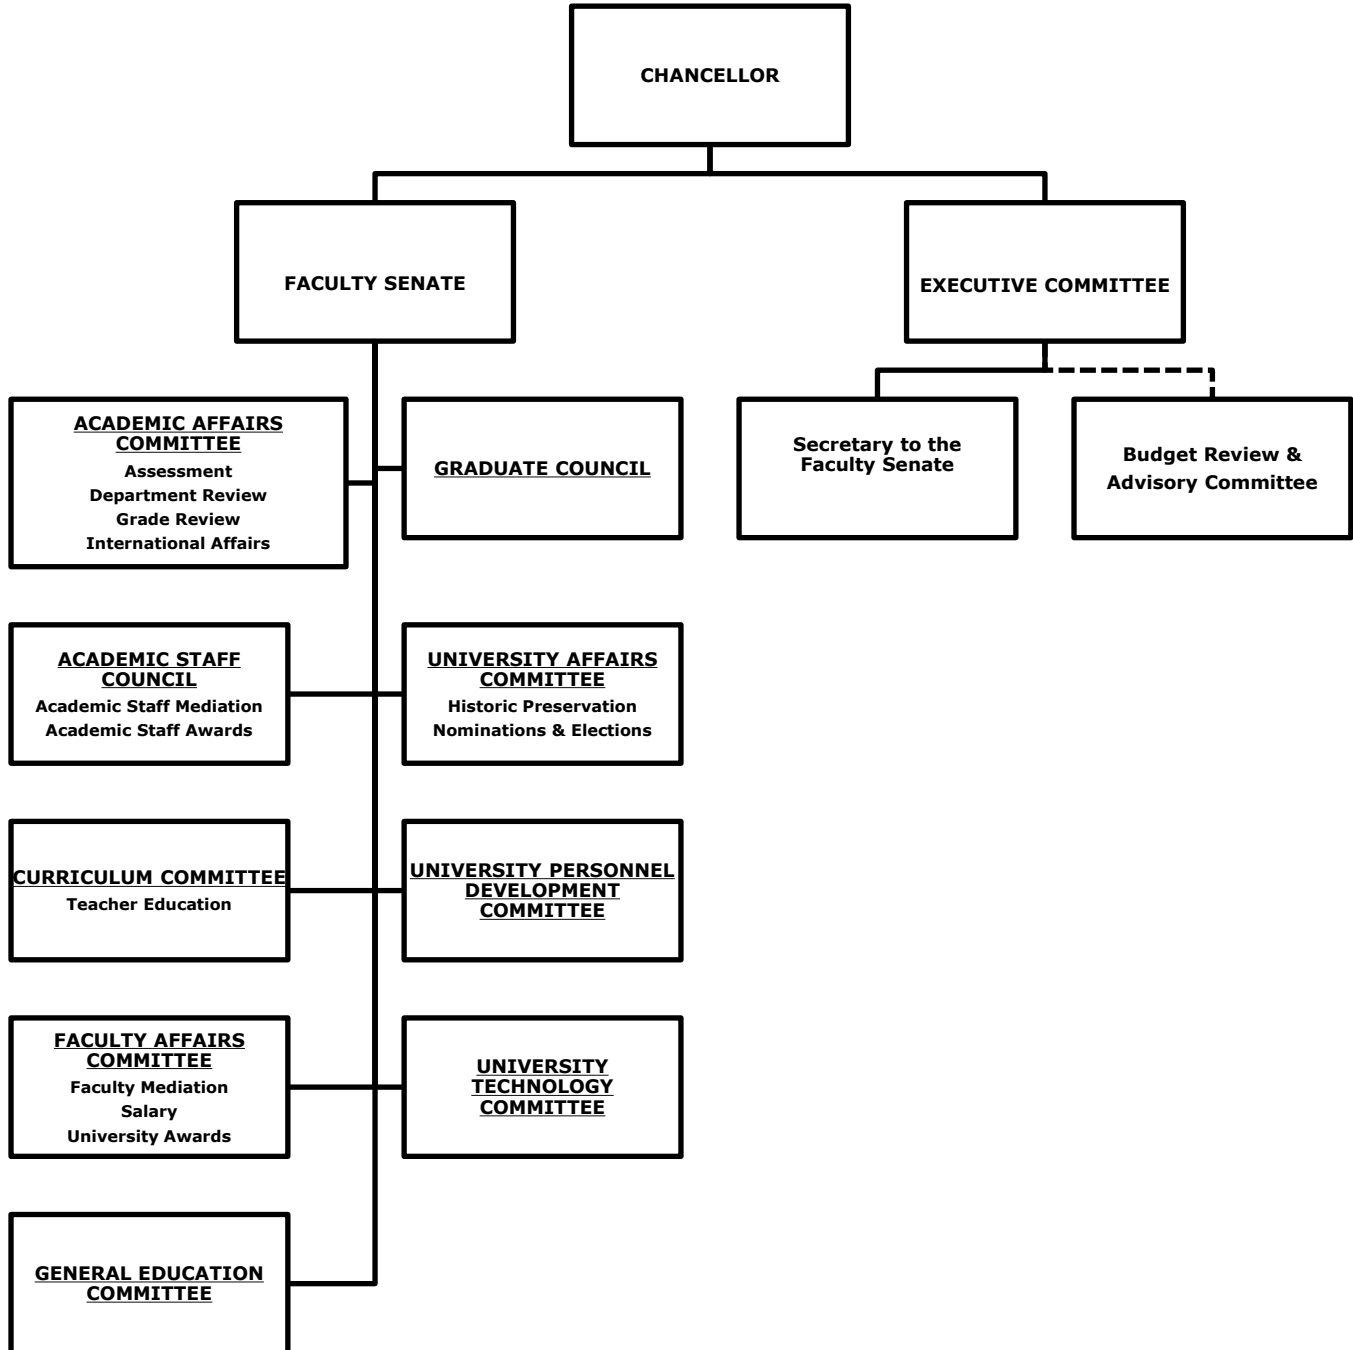 CHANCELLOR
FACULTY SENATE
EXECUTIVE COMMITTEE
ACADEMIC AFFAIRS
COMMITTEE
Assessment
Department Review
Grade Review
International Affairs
GRADUATE COUNCIL
Secretary to the
Faculty Senate
Budget Review &
Advisory Committee
ACADEMIC STAFF
COUNCIL
Academic Staff Mediation
Academic Staff Awards
UNIVERSITY AFFAIRS
COMMITTEE
Historic Preservation
Nominations & Elections
CURRICULUM COMMITTEE
Teacher Education
UNIVERSITY PERSONNEL
DEVELOPMENT
COMMITTEE
FACULTY AFFAIRS
COMMITTEE
Faculty Mediation
Salary
University Awards
UNIVERSITY
TECHNOLOGY
COMMITTEE
GENERAL EDUCATION
COMMITTEE